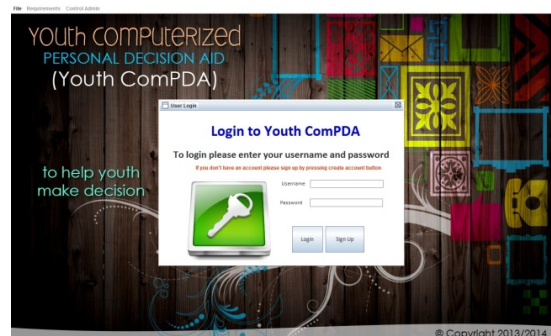 File Requirements Control Admin
YOUTH COMPUTERIZED
PERSONAL DECISION AID
(Youth ComPDA)
User Login
Login to Youth ComPDA
To login please enter your username and password
If you don't have an account please sign up by pressing create account button
to help youth
make decision
Username
Password
Login Sign Up
© Copyright 2013/2014